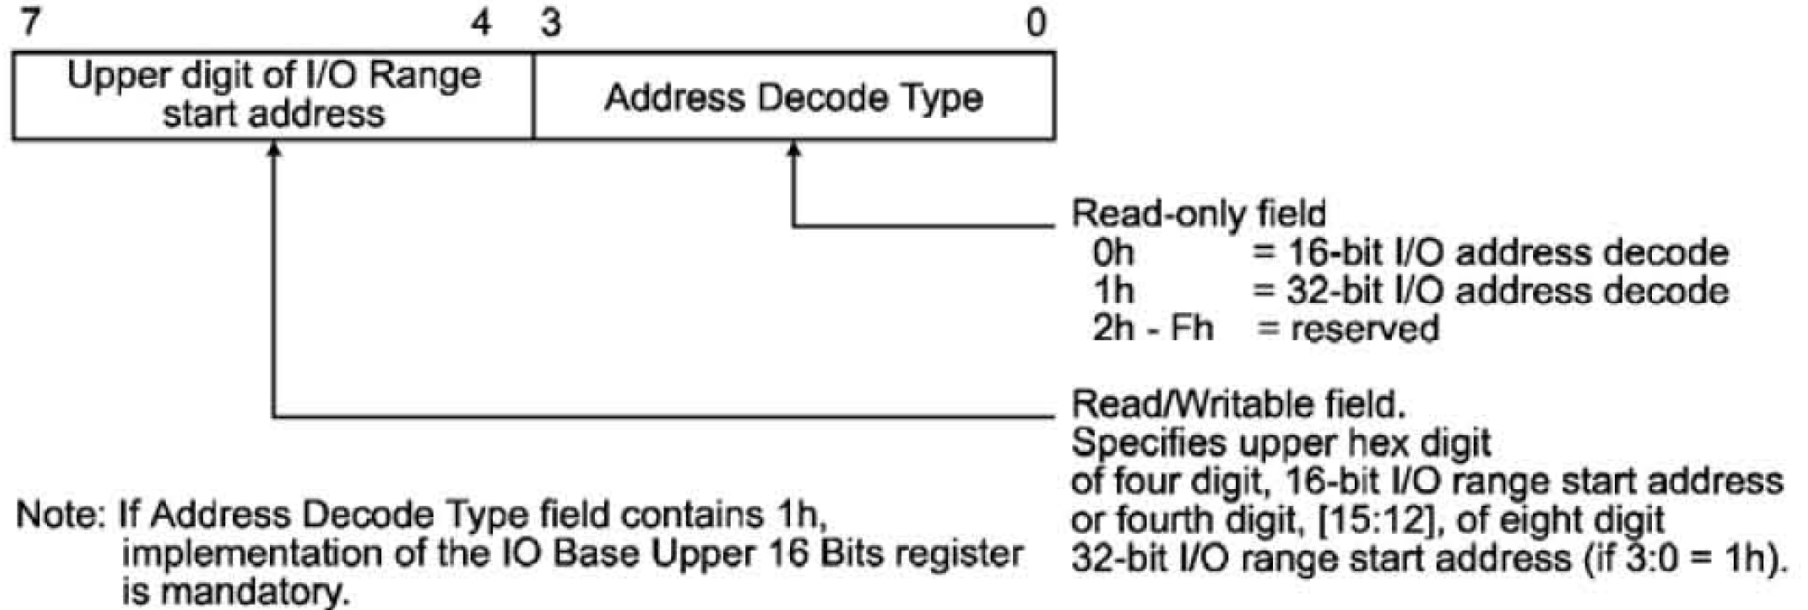 7 4 3 0
Upper digit of I/O Range
start address
Address Decode Type
Read-only field
0h = 16-bit I/O address decode
1h = 32-bit I/O address decode
2h - Fh = reserved
Read/Writable field.
Specifies upper hex digit
of four digit, 16-bit I/O range start address
or fourth digit, [15:12], of eight digit
32-bit I/O range start address (if 3:0 = 1h).
Note: If Address Decode Type field contains 1h,
implementation of the IO Base Upper 16 Bits register
is mandatory.